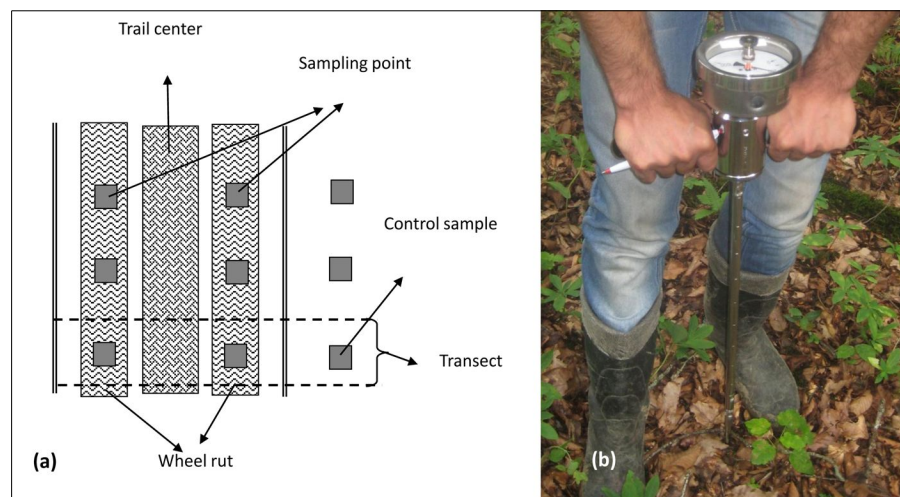 Trail center
Sampling point
Control sample
Transect
Wheel rut
(a)
(b)